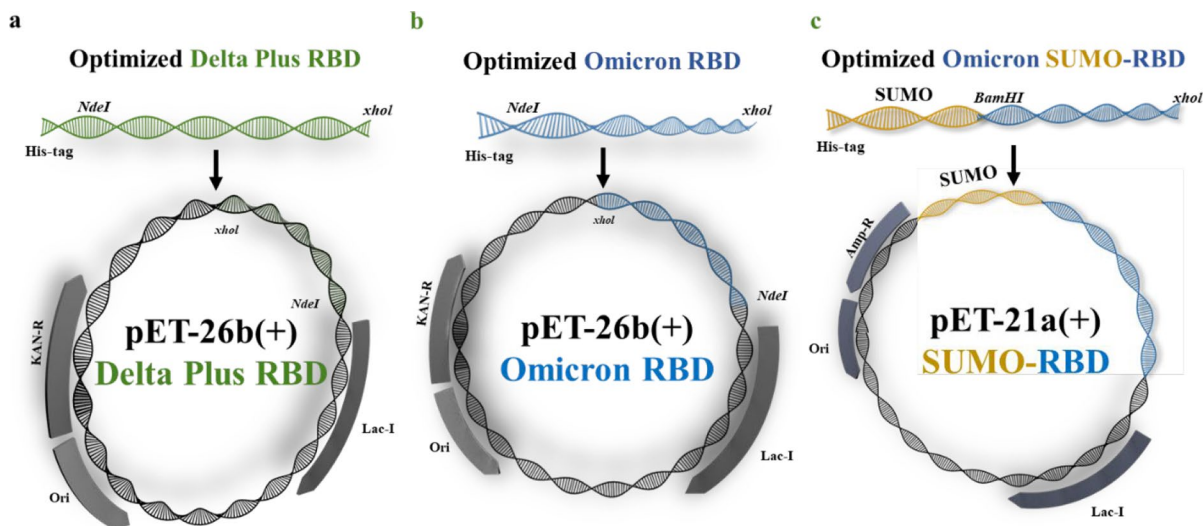 a
Optimized Delta Plus RBD
NdeI
xhol
His-tag
xhol
NdeI
KAN-R
pET-26b(+)
Delta Plus RBD
Ori
Lac-I
b
Optimized Omicron RBD
NdeI
xhol
xhol
NdeI
KAN-R
pET-26b(+)
Omicron RBD
Ori
Lac-I
c
Optimized Omicron SUMO-RBD
SUMO
BamHI
xhol
His-tag
SUMO
Amp-R
Ori
pET-21a(+)
SUMO-RBD
Lac-I